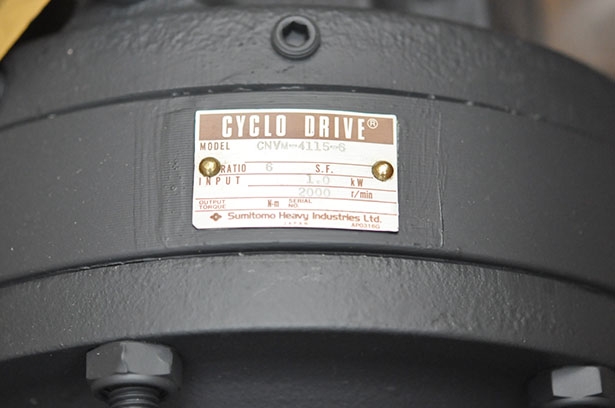 CYCLO DRIVE®
MODEL CNVM-4115-6
RATIO 6 S.F.
INPUT 1.0 kW
2000 r/min
OUTPUT TORQUE N·m SERIAL NO.
Sumitomo Heavy Industries Ltd.
JAPAN